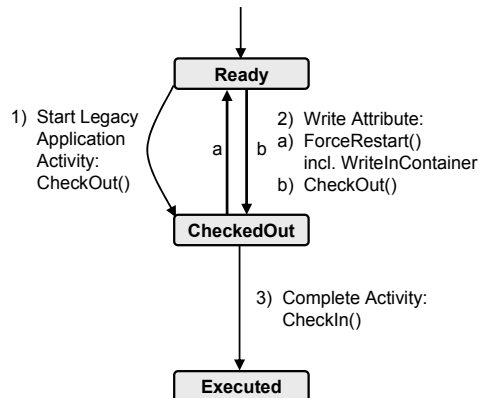 Ready
1) Start Legacy
Application
Activity:
CheckOut()
a
b
2) Write Attribute:
a) ForceRestart()
incl. WriteInContainer
b) CheckOut()
CheckedOut
3) Complete Activity:
CheckIn()
Executed